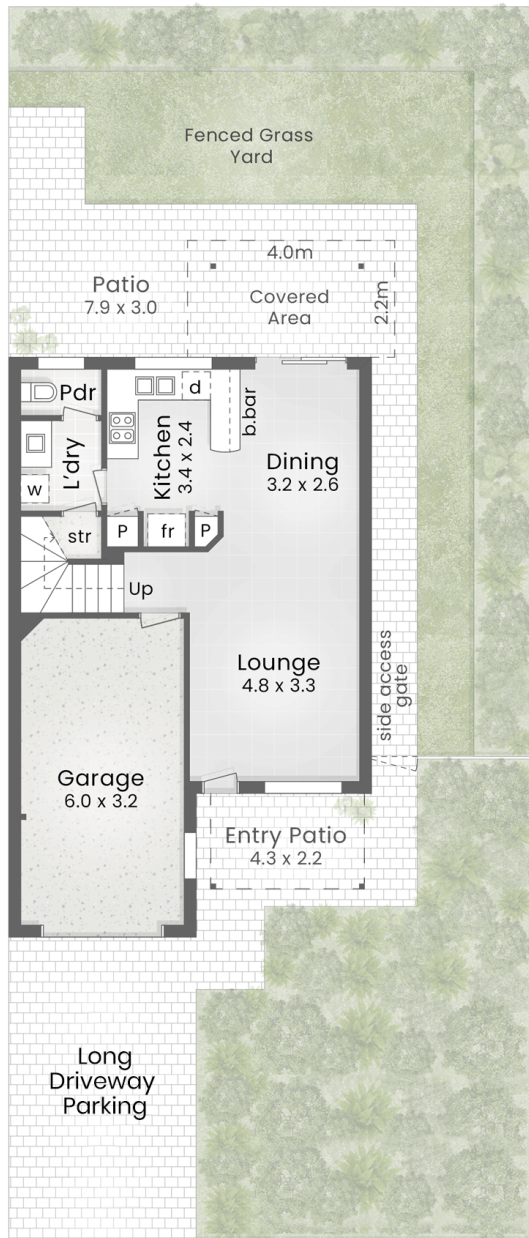 Fenced Grass
Yard
4.0m
Patio
7.9 x 3.0
Covered
Area
2.2m
Pdr
d
b.bar
Kitchen
3.4 x 2.4
L'dry
Dining
3.2 x 2.6
w
str
P
fr
P
Up
Lounge
4.8 x 3.3
side access
gate
Garage
6.0 x 3.2
Entry Patio
4.3 x 2.2
Long
Driveway
Parking